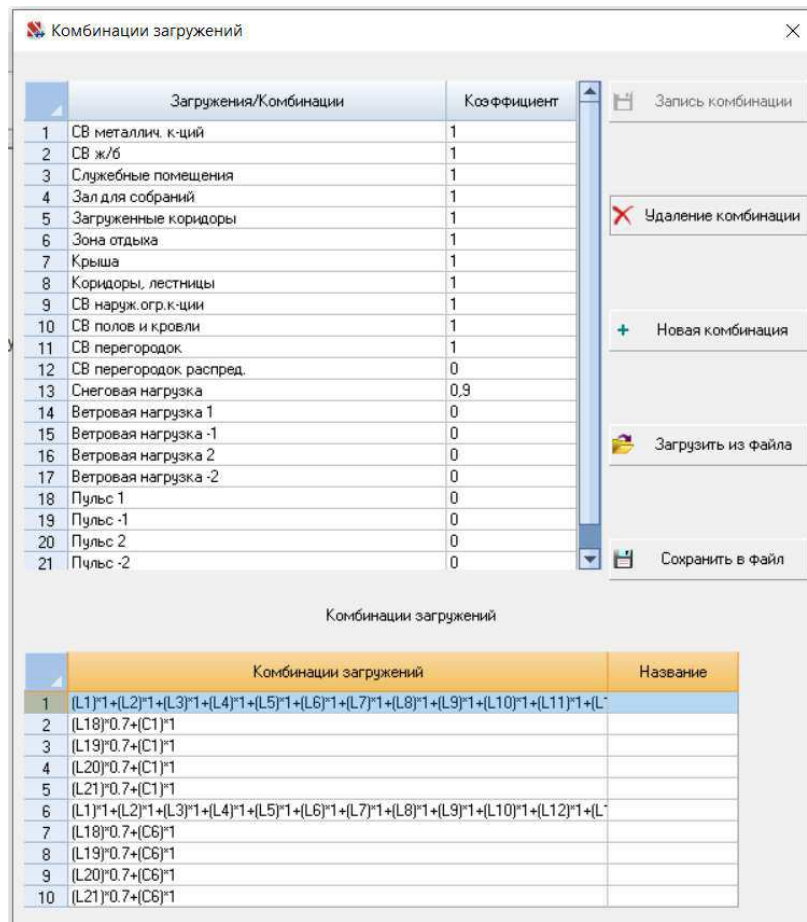 Комбинации загружений
Загружения/Комбинации Коэффициент
1 СВ металлич. к-ций 1
2 СВ ж/б 1
3 Служебные помещения 1
4 Зал для собраний 1
5 Загруженные коридоры 1
6 Зона отдыха 1
7 Крыша 1
8 Коридоры, лестницы 1
9 СВ наруж.огр.к-ции 1
10 СВ полов и кровли 1
11 СВ перегородок 1
12 СВ перегородок распред. 0
13 Снеговая нагрузка 0,9
14 Ветровая нагрузка 1 0
15 Ветровая нагрузка -1 0
16 Ветровая нагрузка 2 0
17 Ветровая нагрузка -2 0
18 Пульс 1 0
19 Пульс -1 0
20 Пульс 2 0
21 Пульс -2 0
Запись комбинации
Удаление комбинации
Новая комбинация
Загрузить из файла
Сохранить в файл
Комбинации загружений
Комбинации загружений Название
1 (L1)*1+(L2)*1+(L3)*1+(L4)*1+(L5)*1+(L6)*1+(L7)*1+(L8)*1+(L9)*1+(L10)*1+(L11)*1+(L
2 (L18)*0.7+(C1)*1
3 (L19)*0.7+(C1)*1
4 (L20)*0.7+(C1)*1
5 (L21)*0.7+(C1)*1
6 (L1)*1+(L2)*1+(L3)*1+(L4)*1+(L5)*1+(L6)*1+(L7)*1+(L8)*1+(L9)*1+(L10)*1+(L12)*1+(L
7 (L18)*0.7+(C6)*1
8 (L19)*0.7+(C6)*1
9 (L20)*0.7+(C6)*1
10 (L21)*0.7+(C6)*1